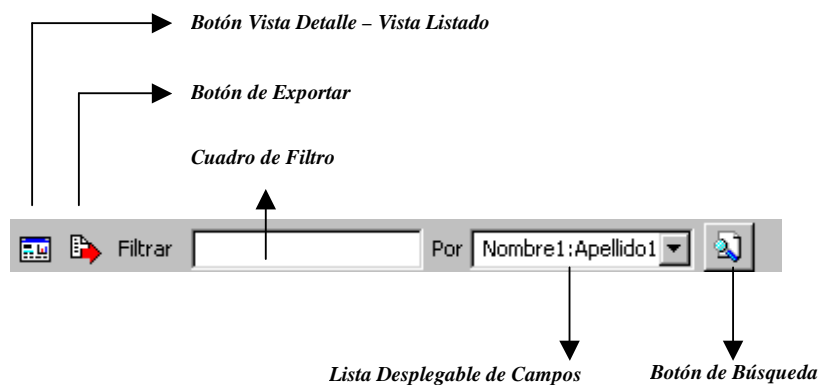 Botón Vista Detalle – Vista Listado
Botón de Exportar
Cuadro de Filtro
Filtrar Por Nombre1:Apellido1
Lista Desplegable de Campos Botón de Búsqueda